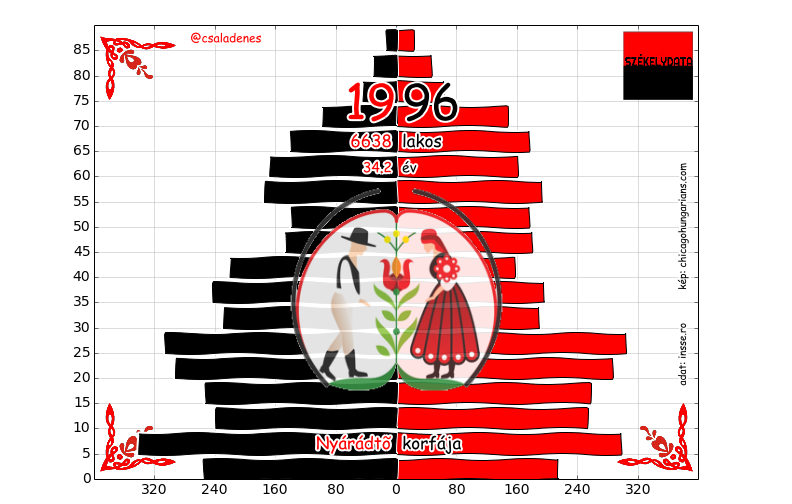 @csaladenes
SZÉKELYDATA
1996
6638 lakos
34,2 év
kép: chicagohungarians.com
adat: insse.ro
Nyárádtõ korfája
85
80
75
70
65
60
55
50
45
40
35
30
25
20
15
10
5
0
320 240 160 80 0 80 160 240 320